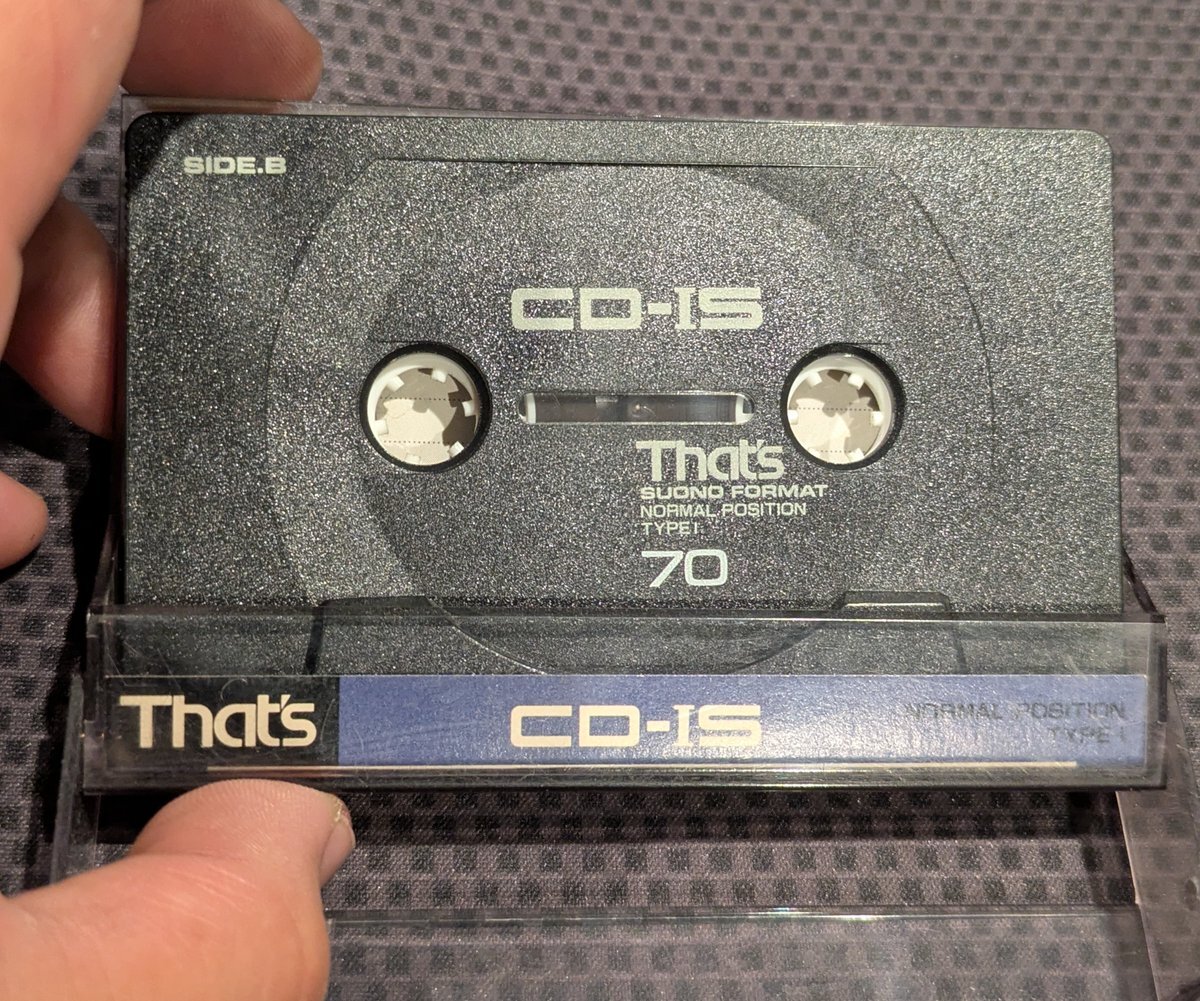 SIDE.B
CD-IS
That's
SUONO FORMAT
NORMAL POSITION
TYPE I
70
That's
CD-IS
NORMAL POSITION
TYPE I